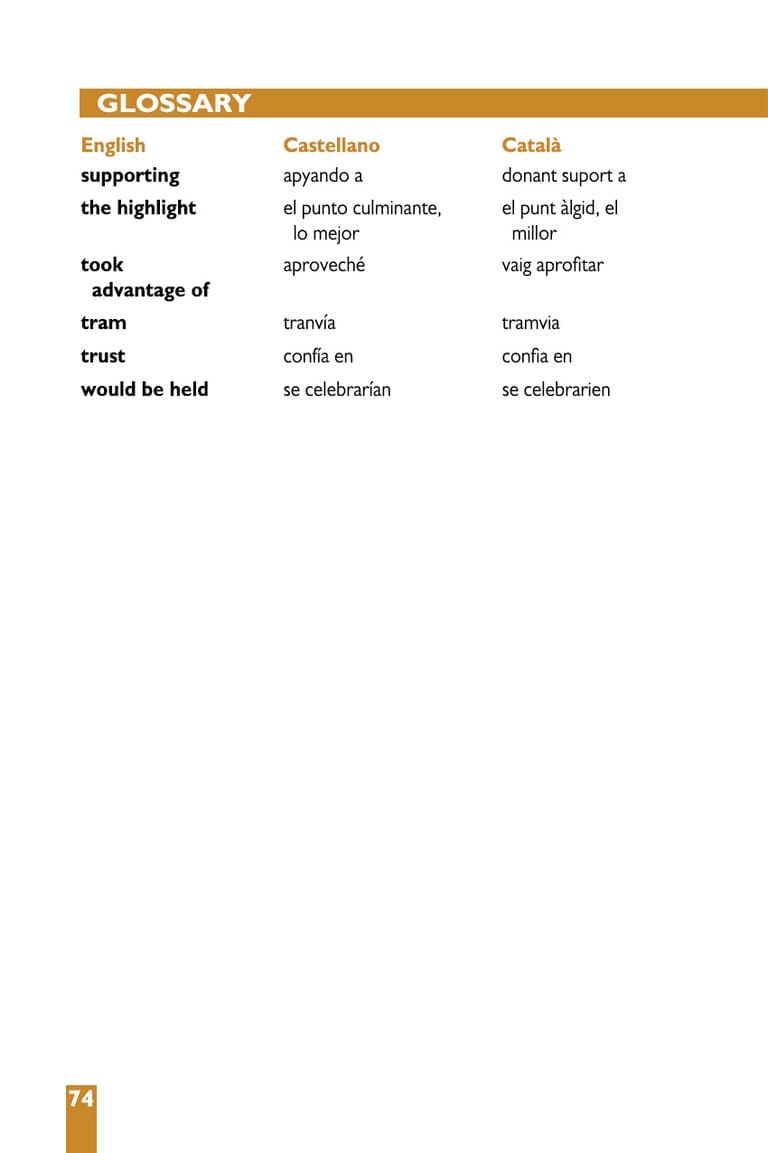 GLOSSARY
English Castellano Català
supporting apyando a donant suport a
the highlight el punto culminante, el punt àlgid, el
lo mejor millor
took aproveché vaig aprofitar
advantage of
tram tranvía tramvia
trust confía en confia en
would be held se celebrarían se celebrarien
74